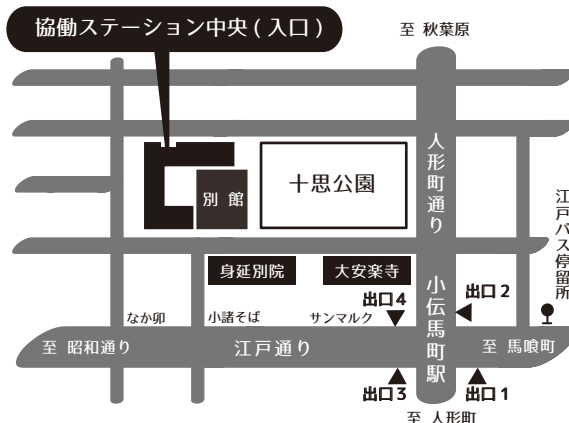 協働ステーション中央(入口)
至 秋葉原
人形町通り
別 館
十思公園
江戸バス停留所
身延別院
大安楽寺
小伝馬町駅
出口4
出口2
なか卯
小諸そば
サンマルク
至 昭和通り
江戸通り
至 馬喰町
出口3
出口1
至 人形町